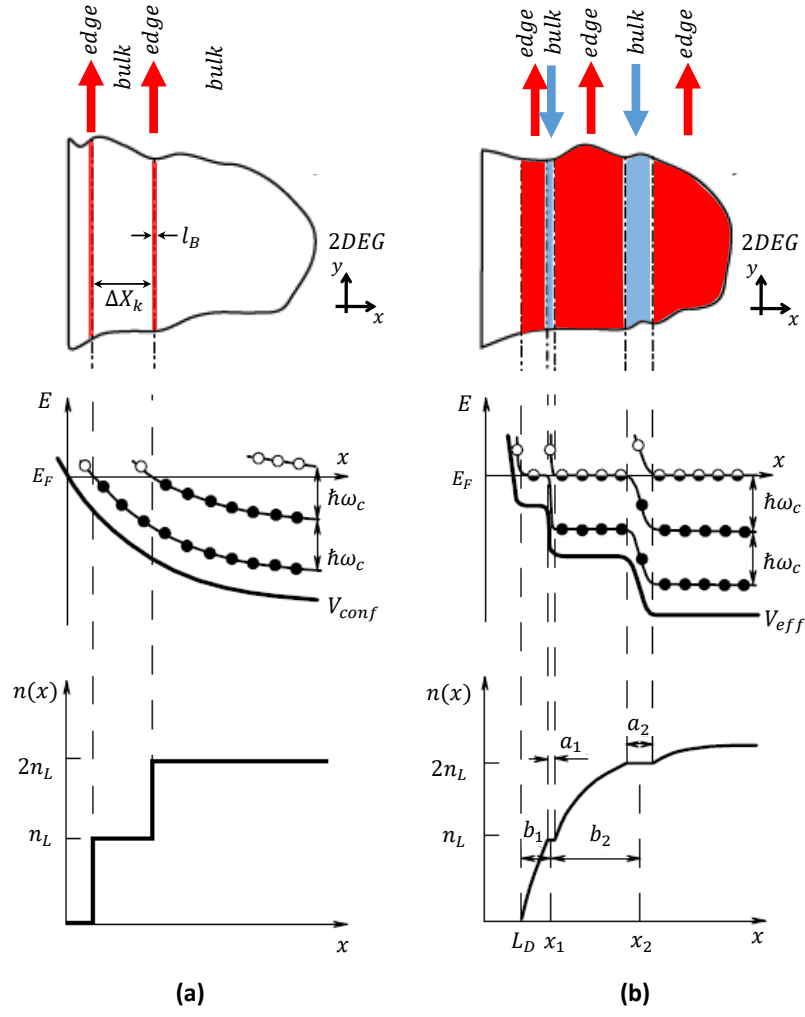 edge
bulk
edge
bulk
l_B
ΔX_k
2DEG
y
x
E
x
E_F
ħω_c
ħω_c
V_conf
n(x)
2n_L
n_L
x
(a)
edge
bulk
edge
bulk
edge
2DEG
y
x
E
x
E_F
ħω_c
ħω_c
V_eff
n(x)
a_2
a_1
2n_L
n_L
b_1
b_2
L_D x_1 x_2 x
(b)